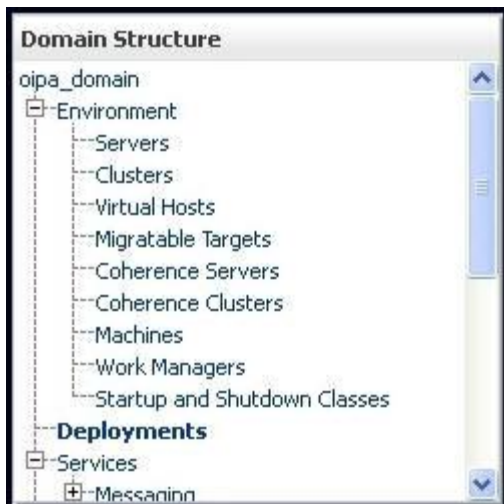 Domain Structure
oipa_domain
Environment
Servers
Clusters
Virtual Hosts
Migratable Targets
Coherence Servers
Coherence Clusters
Machines
Work Managers
Startup and Shutdown Classes
Deployments
Services
Messaging